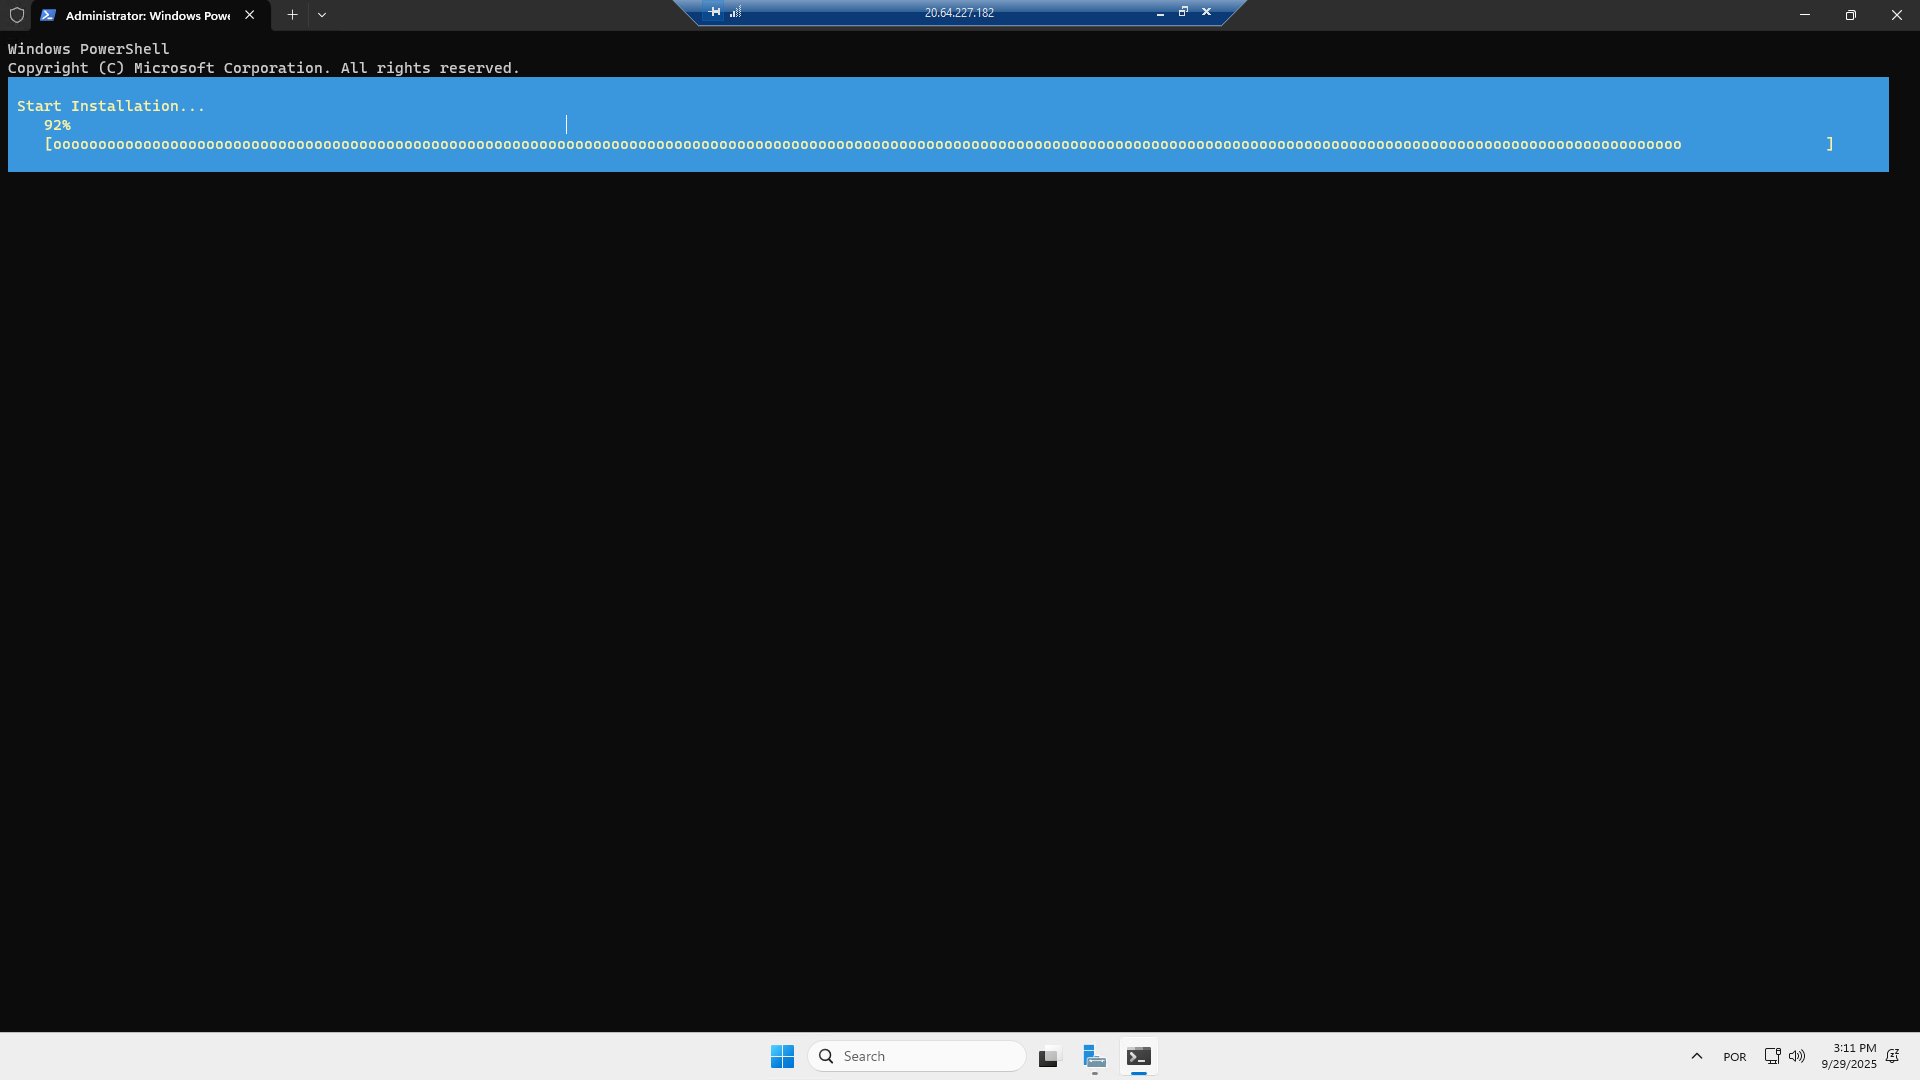 Administrator: Windows Powe
20.64.227.182
Windows PowerShell
Copyright (C) Microsoft Corporation. All rights reserved.
Start Installation...
92%
[ooooooooooooooooooooooooooooooooooooooooooooooooooooooooooooooooooooooooooooooooooooooooooooooooooooooooooooooooooooooooooooooooooooooooooooooooooooooooooooooooooooooooooooooooooooo                ]
Search
POR
3:11 PM
9/29/2025